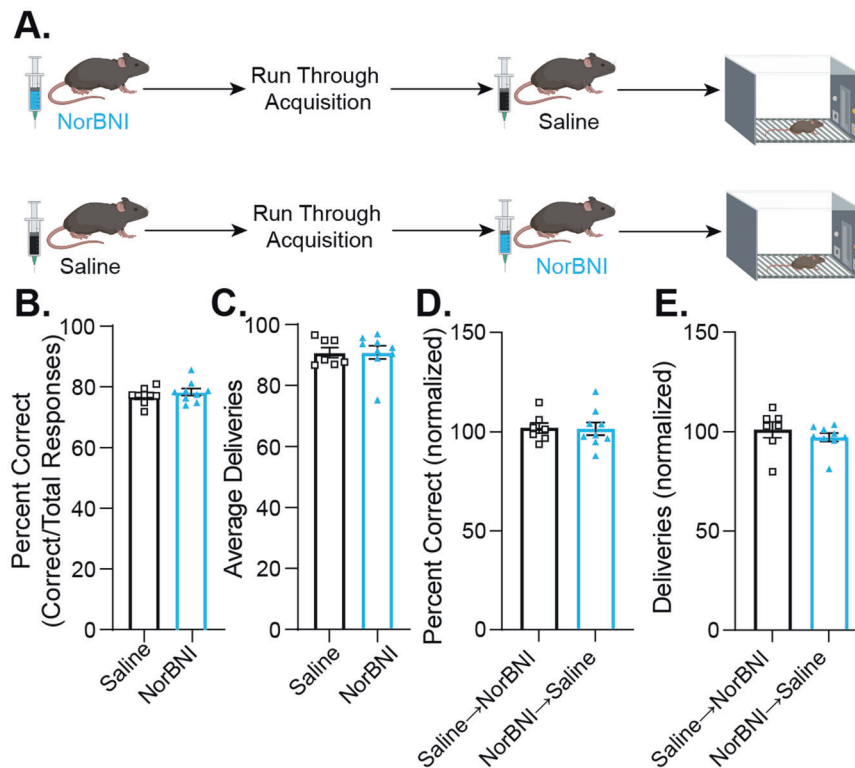 A.
NorBNI
Run Through
Acquisition
Saline
Saline
Run Through
Acquisition
NorBNI
B.
Percent Correct
(Correct/Total Responses)
100
80
60
40
20
0
Saline
NorBNI
C.
Average Deliveries
100
80
60
40
20
0
Saline
NorBNI
D.
Percent Correct (normalized)
150
100
50
0
Saline→NorBNI
NorBNI→Saline
E.
Deliveries (normalized)
150
100
50
0
Saline→NorBNI
NorBNI→Saline